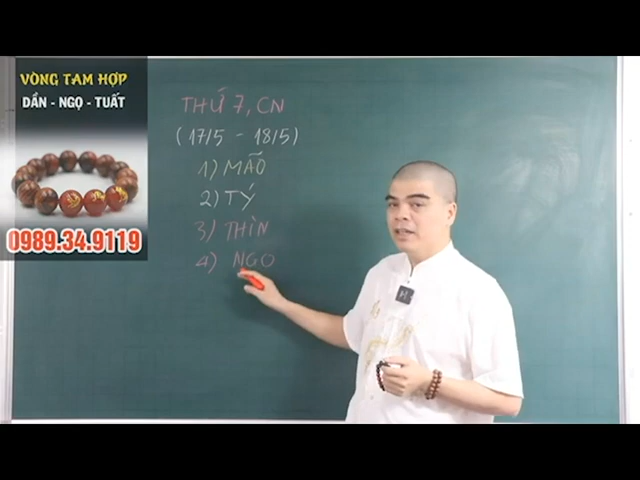 VÒNG TAM HỢP
DẦN - NGỌ - TUẤT
0989.34.9119
THỨ 7, CN
(17/5 - 18/5)
1) MÃO
2) TÝ
3) THÌN
4) NGO